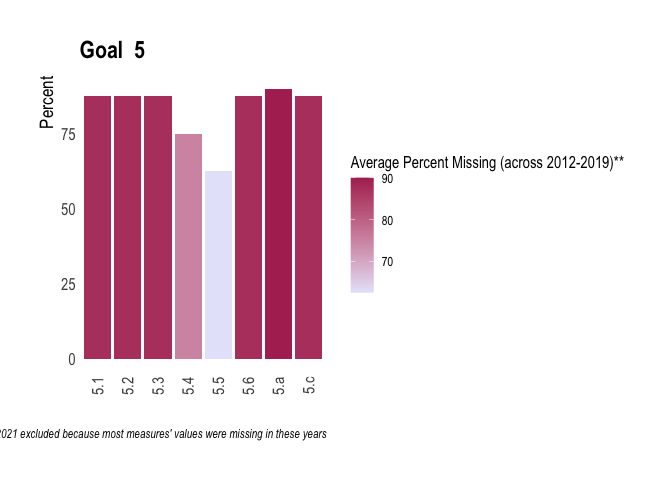 Goal 5
Percent
75
50
25
0
5.1
5.2
5.3
5.4
5.5
5.6
5.a
5.c
Average Percent Missing (across 2012-2019)**
90
80
70
excluded because most measures' values were missing in these years